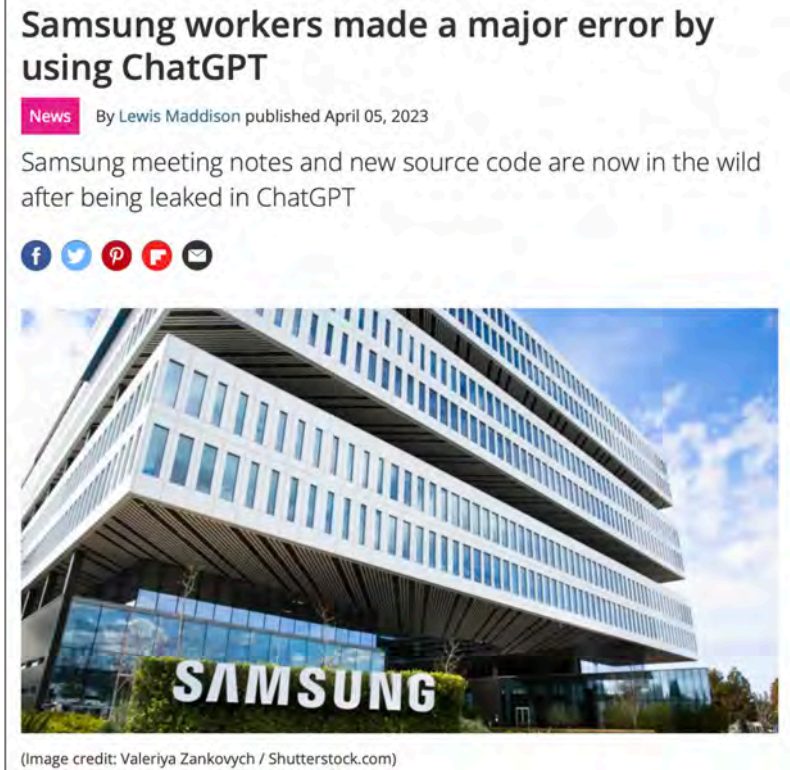 Samsung workers made a major error by
using ChatGPT
News By Lewis Maddison published April 05, 2023
Samsung meeting notes and new source code are now in the wild
after being leaked in ChatGPT
SAMSUNG
(Image credit: Valeriya Zankovych / Shutterstock.com)